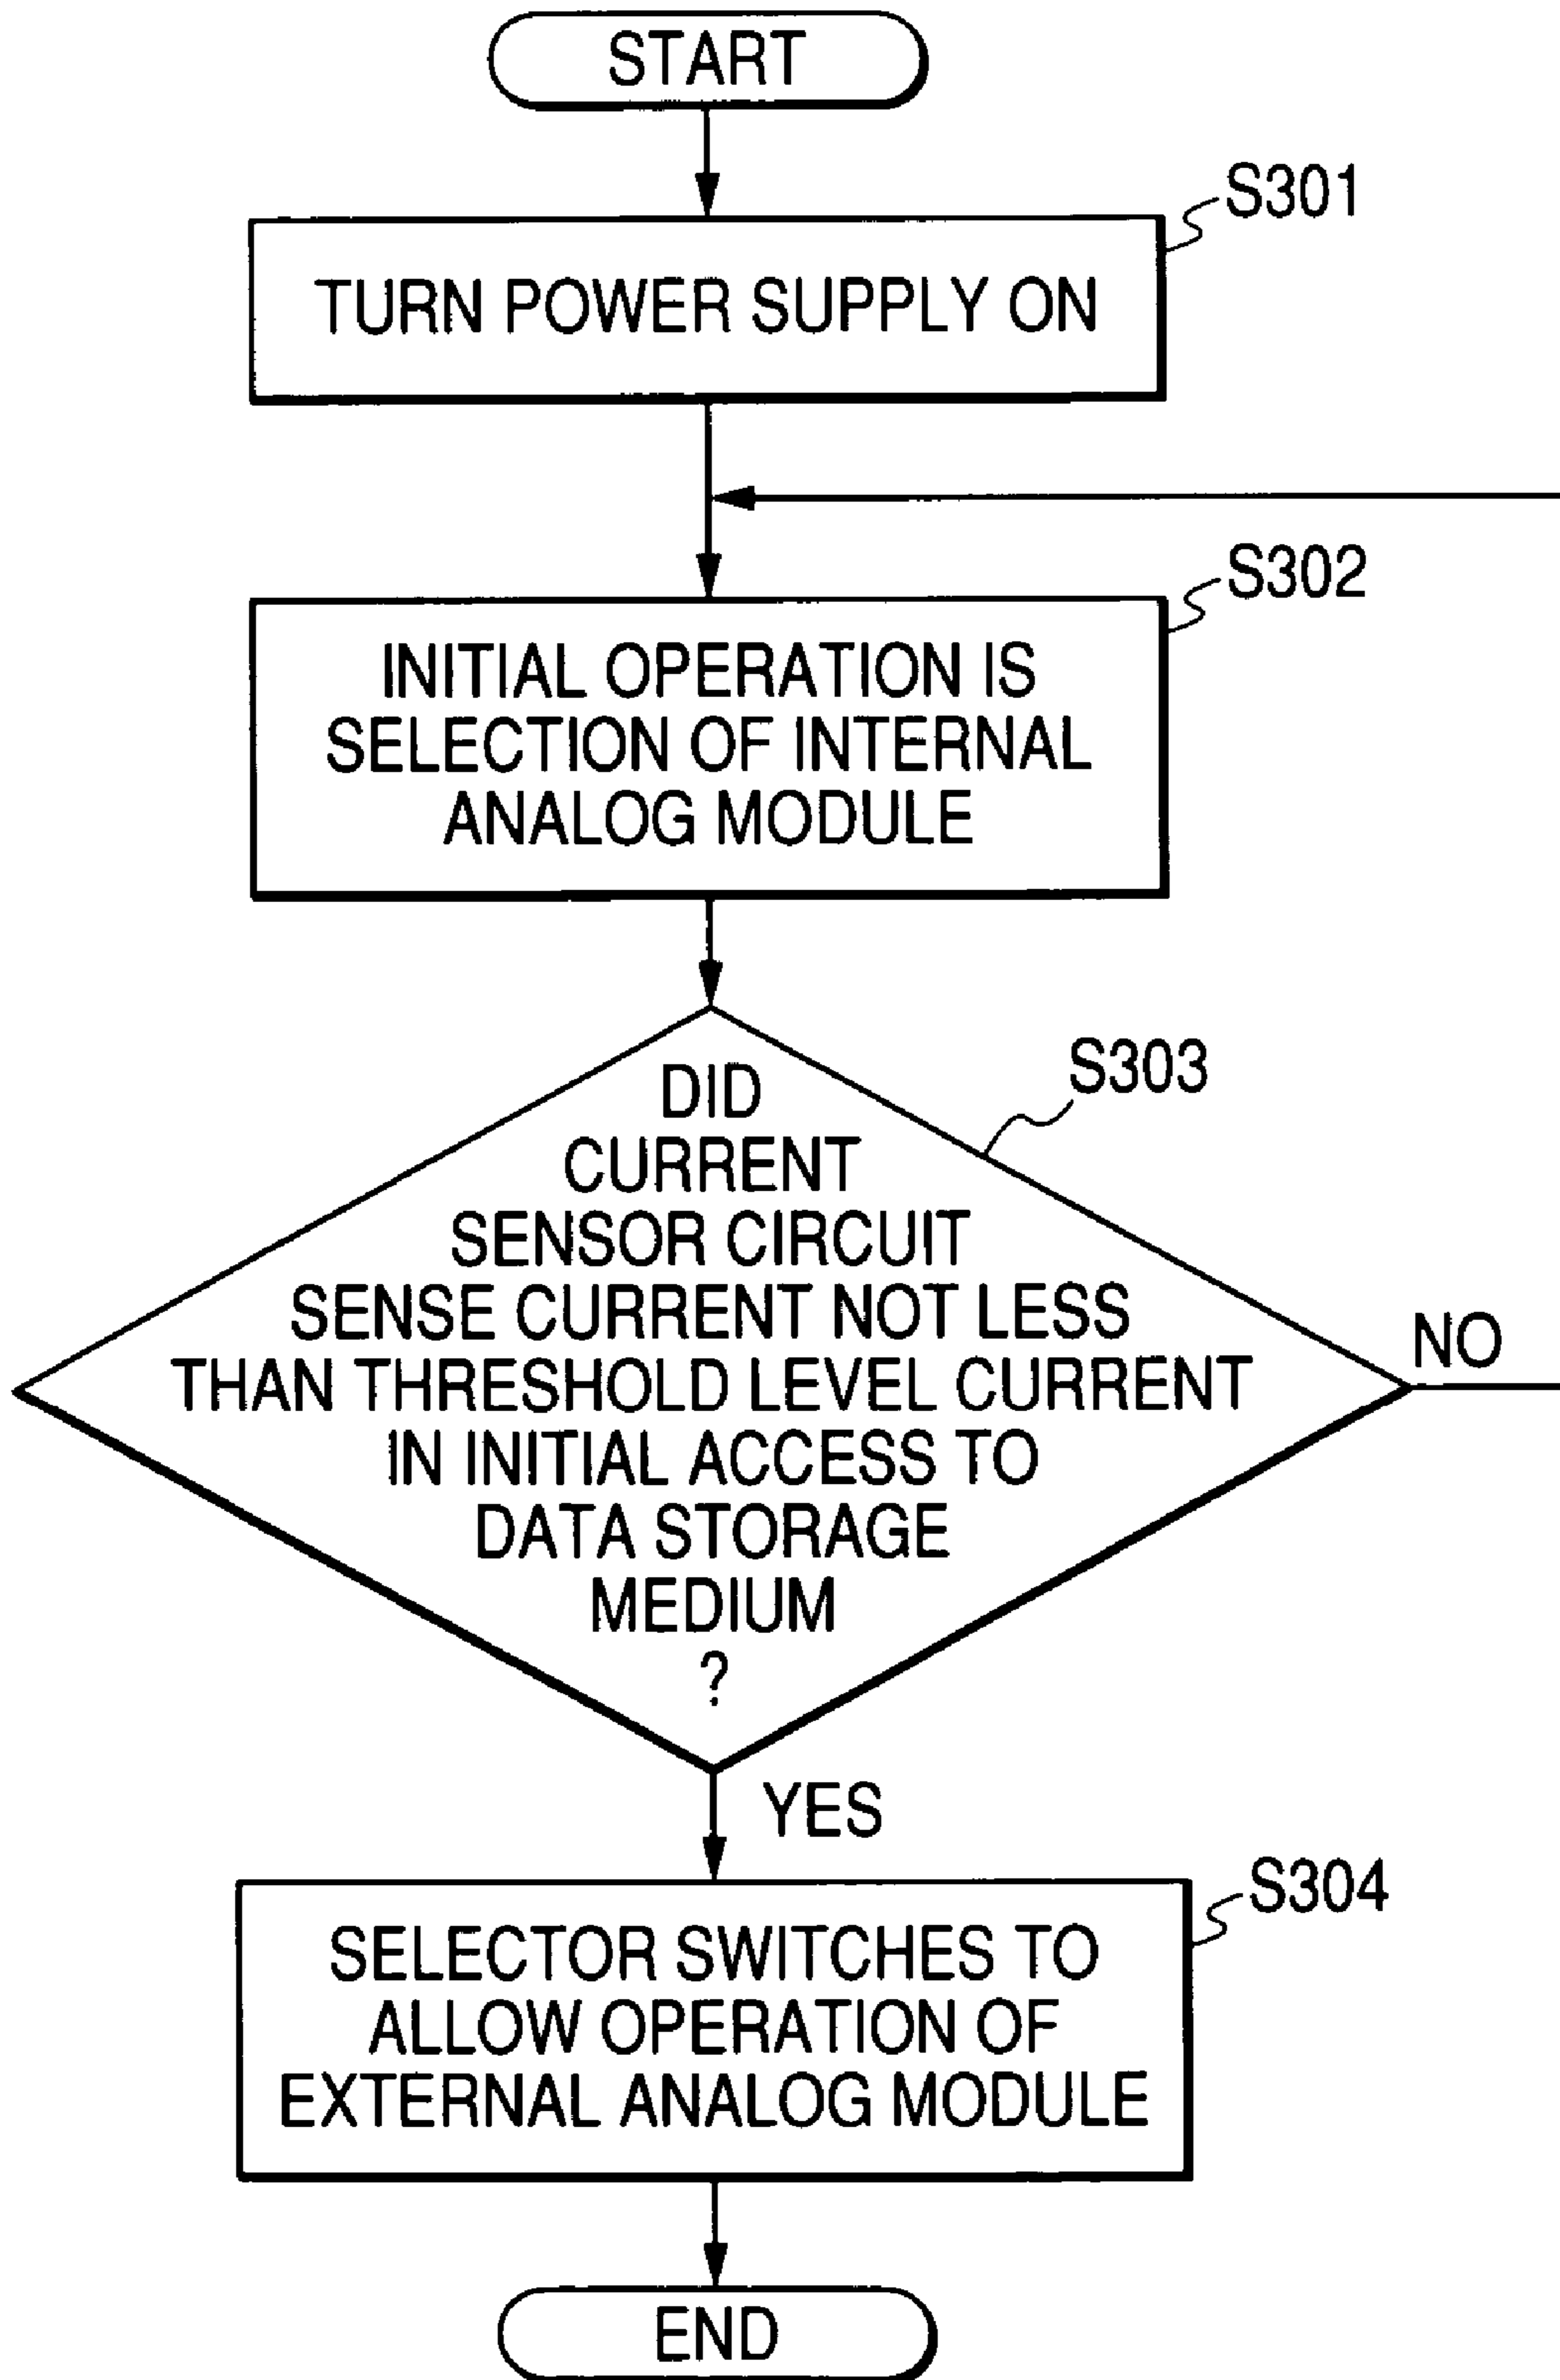 START
S301
TURN POWER SUPPLY ON
S302
INITIAL OPERATION IS
SELECTION OF INTERNAL
ANALOG MODULE
S303
DID
CURRENT
SENSOR CIRCUIT
SENSE CURRENT NOT LESS
THAN THRESHOLD LEVEL CURRENT
IN INITIAL ACCESS TO
DATA STORAGE
MEDIUM
?
NO
YES
S304
SELECTOR SWITCHES TO
ALLOW OPERATION OF
EXTERNAL ANALOG MODULE
END